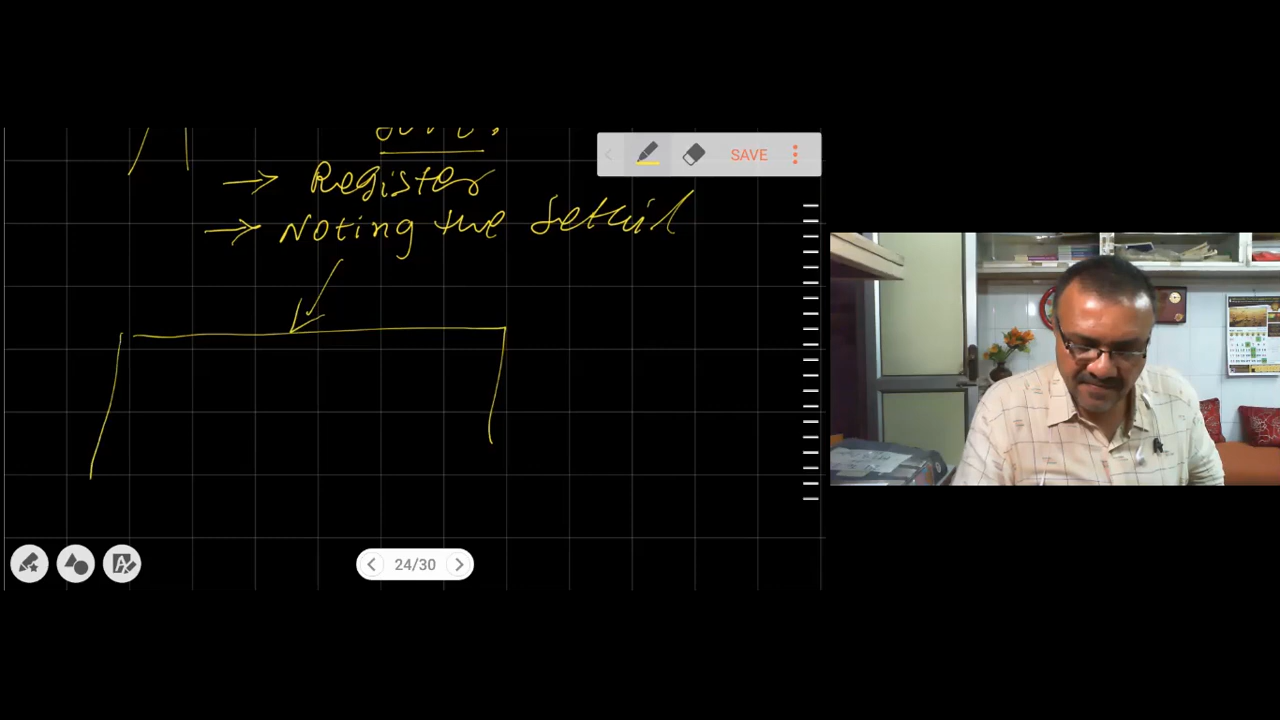 SAVE
→ Register
→ Noting the detail
24/30